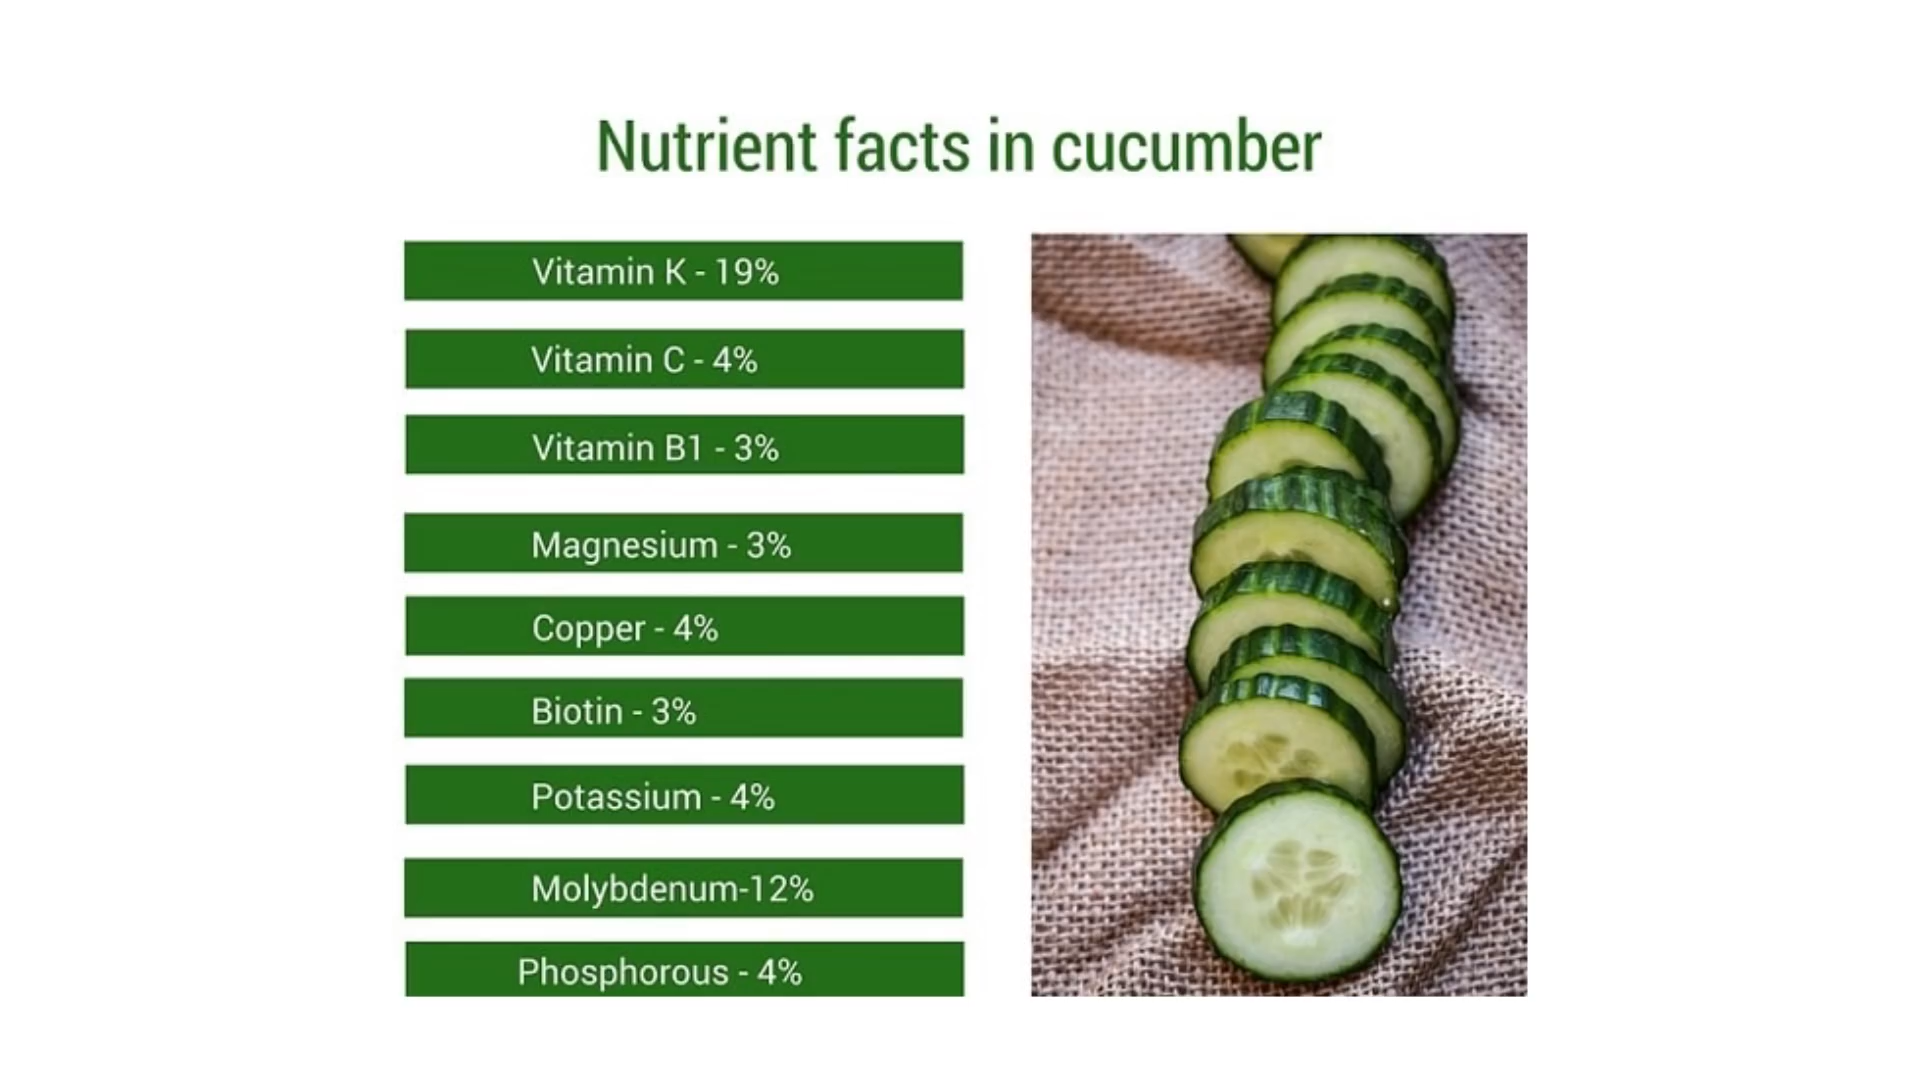 Nutrient facts in cucumber
Vitamin K - 19%
Vitamin C - 4%
Vitamin B1 - 3%
Magnesium - 3%
Copper - 4%
Biotin - 3%
Potassium - 4%
Molybdenum-12%
Phosphorous - 4%